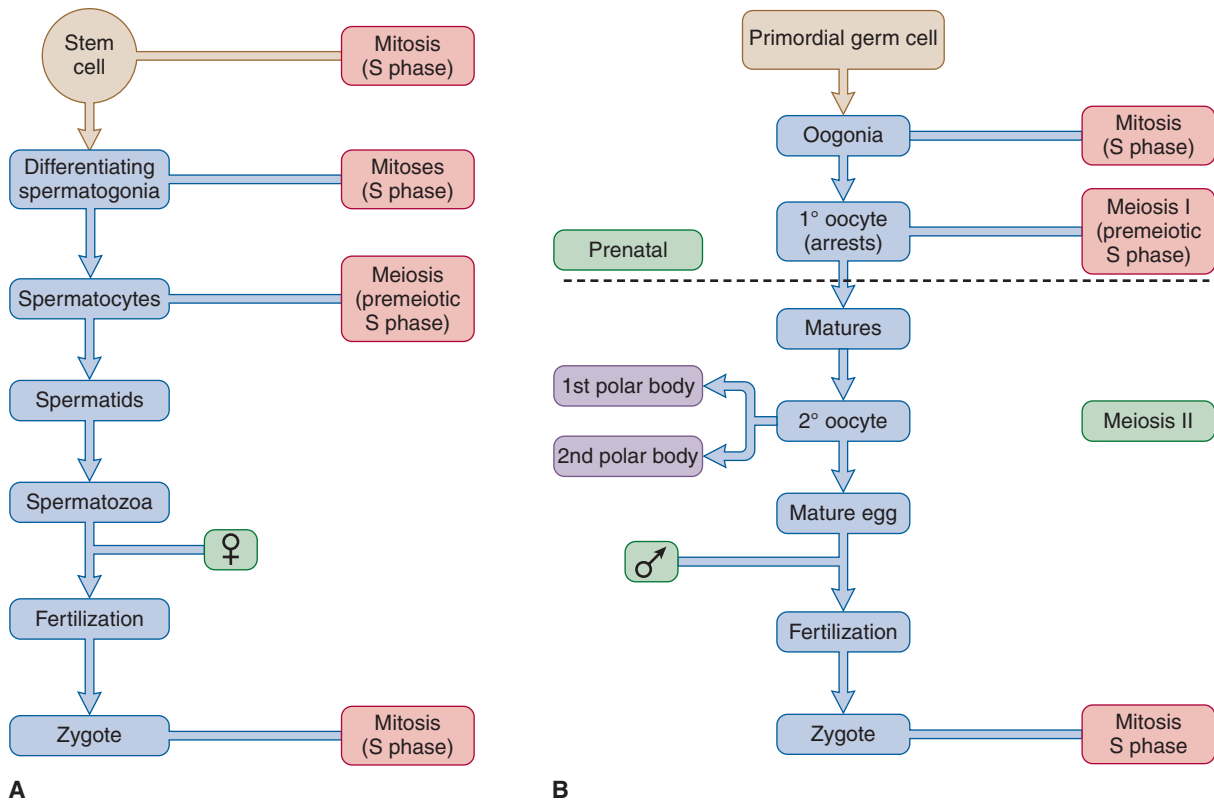 Stem
cell
Mitosis
(S phase)
Differentiating
spermatogonia
Mitoses
(S phase)
Spermatocytes
Meiosis
(premeiotic
S phase)
Spermatids
Spermatozoa
♀
Fertilization
Zygote
Mitosis
(S phase)
A
Primordial germ cell
Oogonia
Mitosis
(S phase)
1° oocyte
(arrests)
Meiosis I
(premeiotic
S phase)
Prenatal
Matures
1st polar body
2° oocyte
Meiosis II
2nd polar body
Mature egg
♂
Fertilization
Zygote
Mitosis
S phase
B